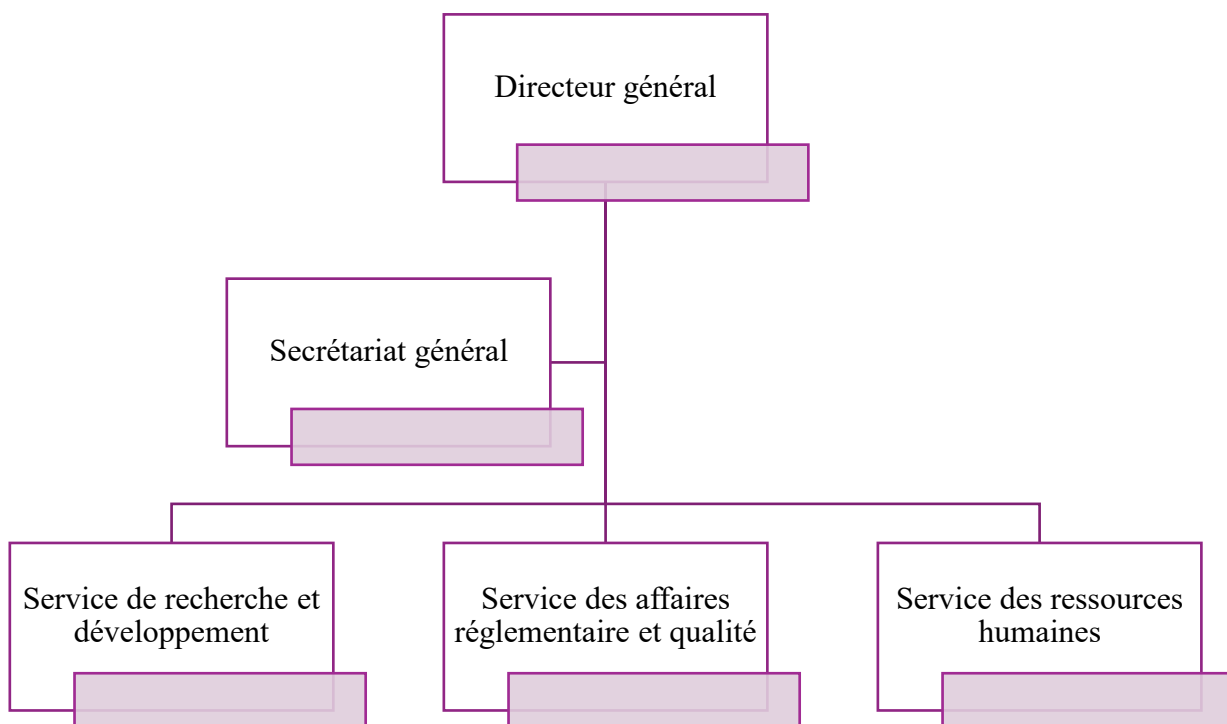 Directeur général
Secrétariat général
Service de recherche et
développement
Service des affaires
réglementaire et qualité
Service des ressources
humaines